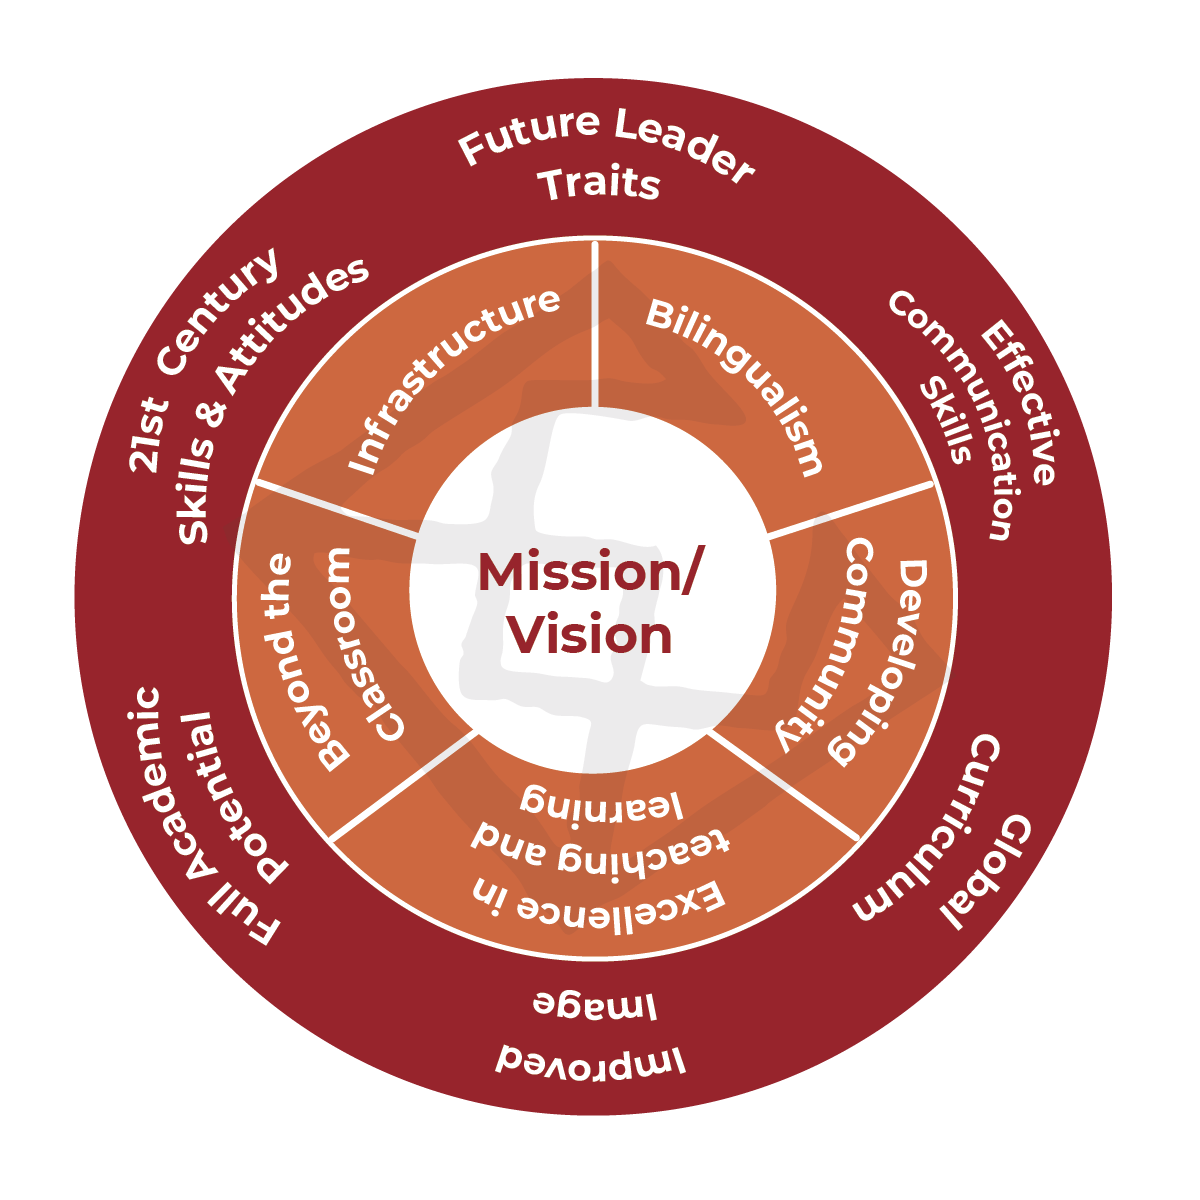 Future Leader
Traits
Effective
Communication
Skills
Global
Curriculum
Improved
Image
Full Academic
potential
21st Century
Skills & Attitudes
Infrastructure
Bilingualism
Developing
Community
Excellence in
teaching and
learning
Beyond the
Classroom
Mission/
Vision